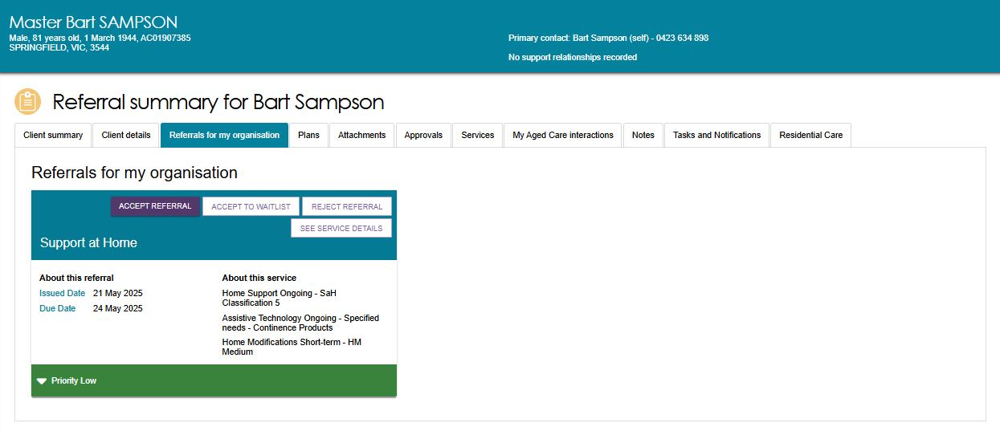 Master Bart SAMPSON
Male, 81 years old, 1 March 1944, AC01907385
SPRINGFIELD, VIC, 3544
Primary contact: Bart Sampson (self) - 0423 634 898
No support relationships recorded
Referral summary for Bart Sampson
Client summary
Client details
Referrals for my organisation
Plans
Attachments
Approvals
Services
My Aged Care interactions
Notes
Tasks and Notifications
Residential Care
Referrals for my organisation
ACCEPT REFERRAL
ACCEPT TO WAITLIST
REJECT REFERRAL
SEE SERVICE DETAILS
Support at Home
About this referral
Issued Date 21 May 2025
Due Date 24 May 2025
About this service
Home Support Ongoing - SaH
Classification 5
Assistive Technology Ongoing - Specified
needs - Continence Products
Home Modifications Short-term - HM
Medium
Priority Low